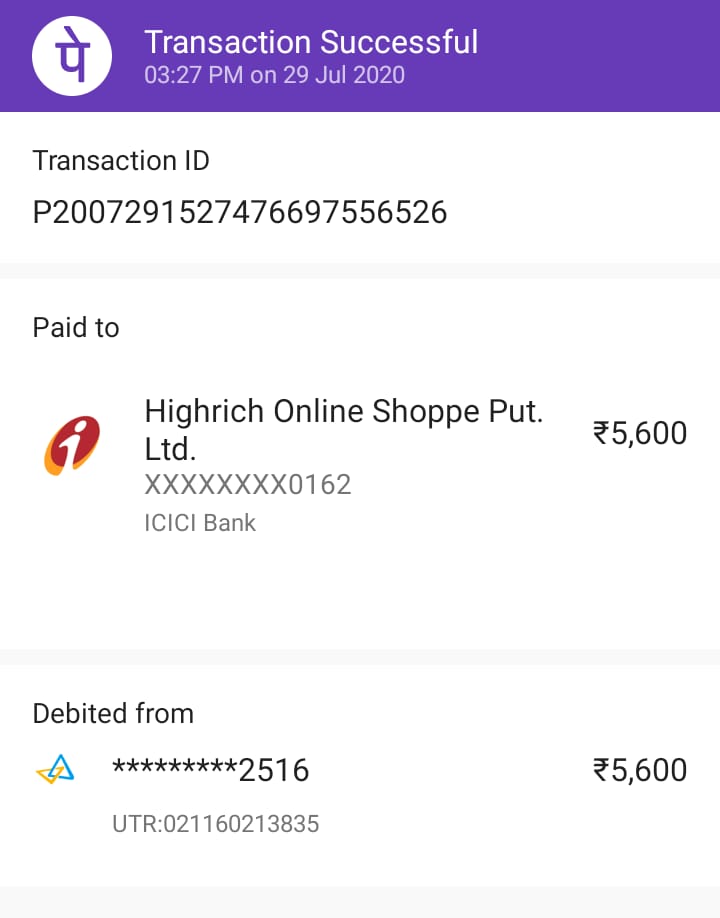 पे
Transaction Successful
03:27 PM on 29 Jul 2020
Transaction ID
P2007291527476697556526
Paid to
Highrich Online Shoppe Put.
Ltd.
₹5,600
XXXXXXXX0162
ICICI Bank
Debited from
*********2516
₹5,600
UTR:021160213835